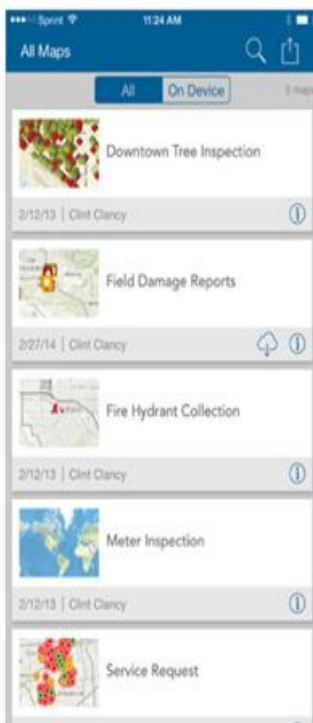 Sprint 11:24 AM
All Maps
All On Device
Downtown Tree Inspection
2/12/13 | Clint Clancy
Field Damage Reports
2/27/14 | Clint Clancy
Fire Hydrant Collection
2/12/13 | Clint Clancy
Meter Inspection
2/12/13 | Clint Clancy
Service Request